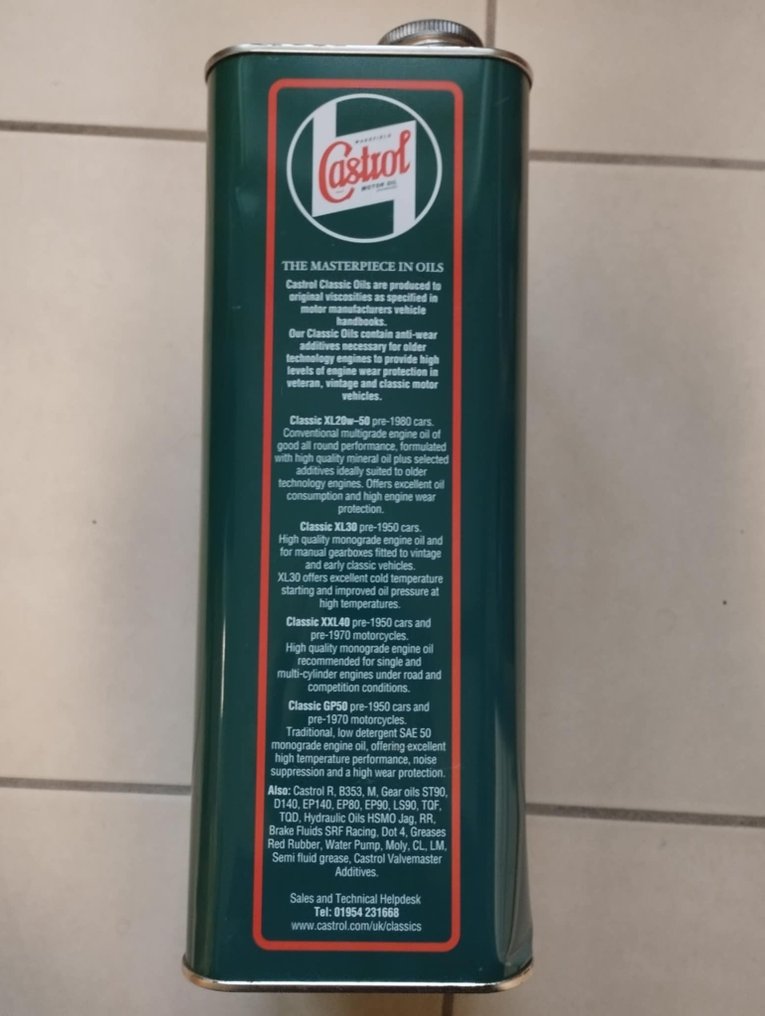 WAKEFIELD
Castrol
MOTOR OIL
THE MASTERPIECE IN OILS
Castrol Classic Oils are produced to
original viscosities as specified in
motor manufacturers vehicle
handbooks.
Our Classic Oils contain anti-wear
additives necessary for older
technology engines to provide high
levels of engine wear protection in
veteran, vintage and classic motor
vehicles.
Classic XL20w–50 pre-1980 cars.
Conventional multigrade engine oil of
good all round performance, formulated
with high quality mineral oil plus selected
additives ideally suited to older
technology engines. Offers excellent oil
consumption and high engine wear
protection.
Classic XL30 pre-1950 cars.
High quality monograde engine oil and
for manual gearboxes fitted to vintage
and early classic vehicles.
XL30 offers excellent cold temperature
starting and improved oil pressure at
high temperatures.
Classic XXL40 pre-1950 cars and
pre-1970 motorcycles.
High quality monograde engine oil
recommended for single and
multi-cylinder engines under road and
competition conditions.
Classic GP50 pre-1950 cars and
pre-1970 motorcycles.
Traditional, low detergent SAE 50
monograde engine oil, offering excellent
high temperature performance, noise
suppression and a high wear protection.
Also: Castrol R, B353, M, Gear oils ST90,
D140, EP140, EP80, EP90, LS90, TQF,
TQD, Hydraulic Oils HSMO Jag, RR,
Brake Fluids SRF Racing, Dot 4, Greases
Red Rubber, Water Pump, Moly, CL, LM,
Semi fluid grease, Castrol Valvemaster
Additives.
Sales and Technical Helpdesk
Tel: 01954 231668
www.castrol.com/uk/classics